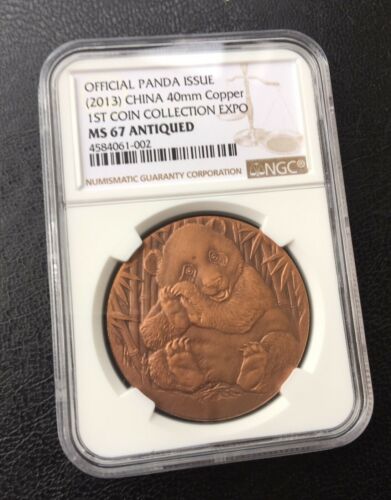 OFFICIAL PANDA ISSUE
(2013) CHINA 40mm Copper
1ST COIN COLLECTION EXPO
MS 67 ANTIQUED
4584061-002
NGC®
NUMISMATIC GUARANTY CORPORATION